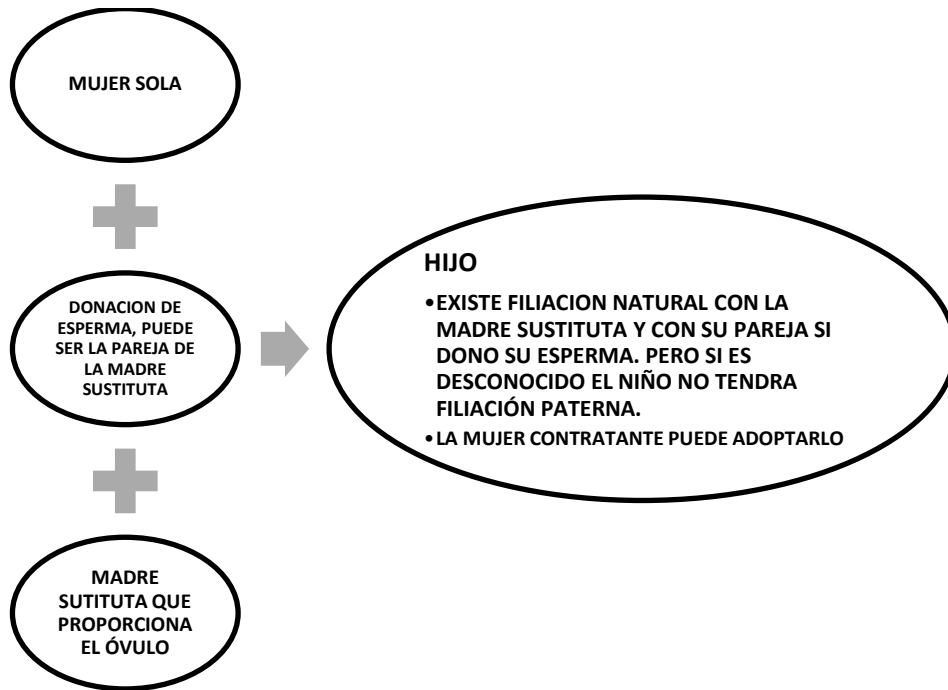 MUJER SOLA
DONACION DE
ESPERMA, PUEDE
SER LA PAREJA DE
LA MADRE
SUSTITUTA
MADRE
SUTITUTA QUE
PROPORCIONA
EL ÓVULO
HIJO
•EXISTE FILIACION NATURAL CON LA
MADRE SUSTITUTA Y CON SU PAREJA SI
DONO SU ESPERMA. PERO SI ES
DESCONOCIDO EL NIÑO NO TENDRA
FILIACIÓN PATERNA.
•LA MUJER CONTRATANTE PUEDE ADOPTARLO